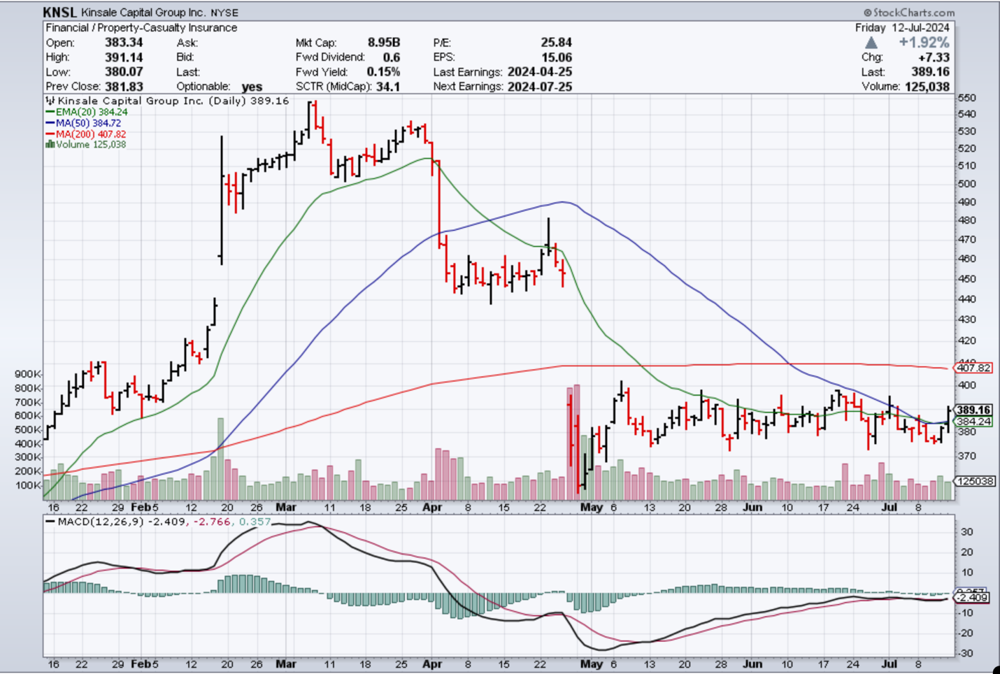 KNSL Kinsale Capital Group Inc. NYSE © StockCharts.com
Financial / Property-Casualty Insurance Friday 12-Jul-2024
Open: 383.34 Ask: Mkt Cap: 8.95B P/E: 25.84 +1.92%
High: 391.14 Bid: Fwd Dividend: 0.6 EPS: 15.06 Chg: +7.33
Low: 380.07 Last: Fwd Yield: 0.15% Last Earnings: 2024-04-25 Last: 389.16
Prev Close: 381.83 Optionable: yes SCTR (MidCap): 34.1 Next Earnings: 2024-07-25 Volume: 125,038
Kinsale Capital Group Inc. (Daily) 389.16
EMA(20) 384.24
MA(50) 384.72
MA(200) 407.82
Volume 125,038
550
540
530
520
510
500
490
480
470
460
450
440
430
420
407.82
400
389.16
384.24
380
370
125038
900K
800K
700K
600K
500K
400K
300K
200K
100K
16 22 29 Feb 5 12 20 26 Mar 11 18 25 Apr 8 15 22 May 6 13 20 28 Jun 10 17 24 Jul 8
MACD(12,26,9) -2.409, -2.766, 0.357
30
20
10
-2.409
-10
-20
-30
16 22 29 Feb 5 12 20 26 Mar 11 18 25 Apr 8 15 22 May 6 13 20 28 Jun 10 17 24 Jul 8